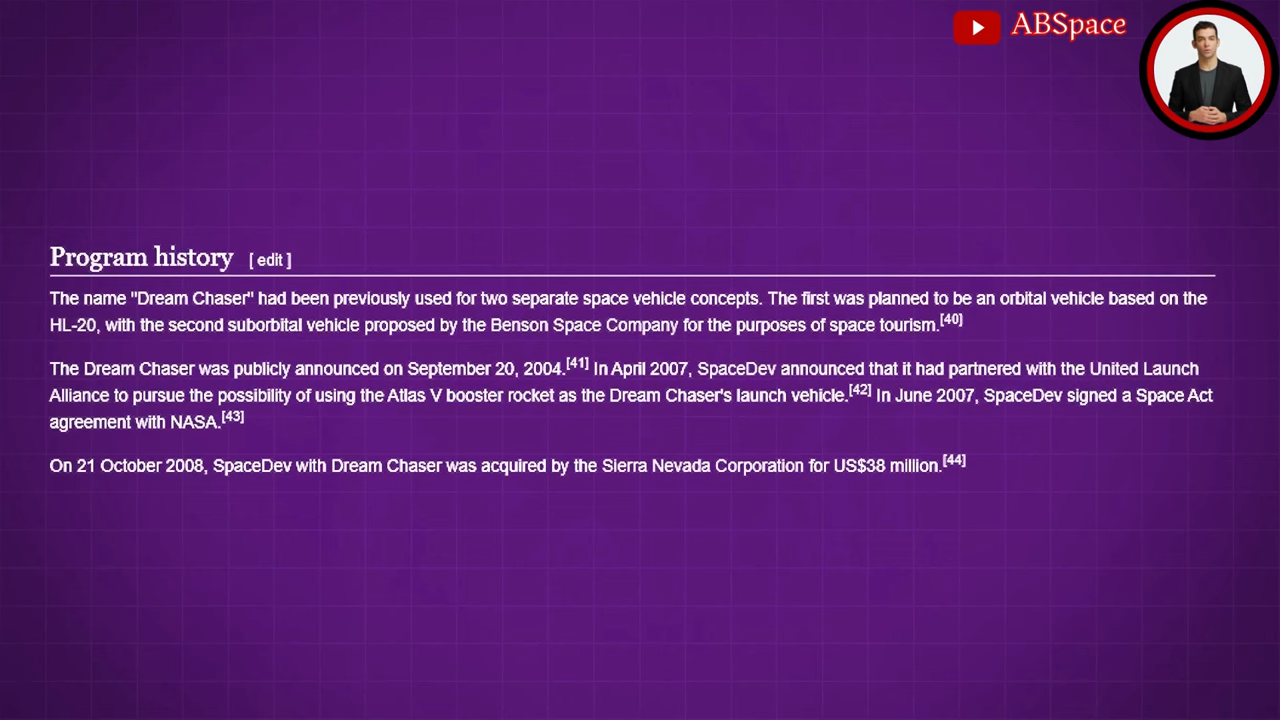 ABSpace
Program history [ edit ]
The name "Dream Chaser" had been previously used for two separate space vehicle concepts. The first was planned to be an orbital vehicle based on the
HL-20, with the second suborbital vehicle proposed by the Benson Space Company for the purposes of space tourism.[40]
The Dream Chaser was publicly announced on September 20, 2004.[41] In April 2007, SpaceDev announced that it had partnered with the United Launch
Alliance to pursue the possibility of using the Atlas V booster rocket as the Dream Chaser's launch vehicle.[42] In June 2007, SpaceDev signed a Space Act
agreement with NASA.[43]
On 21 October 2008, SpaceDev with Dream Chaser was acquired by the Sierra Nevada Corporation for US$38 million.[44]